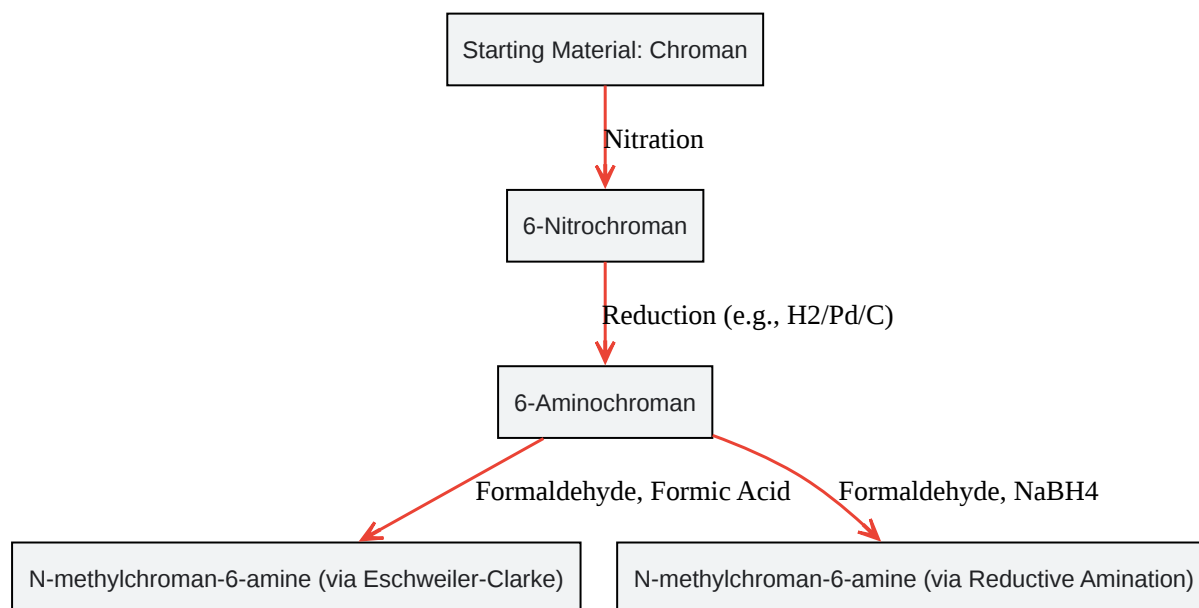 Starting Material: Chroman
Nitration
6-Nitrochroman
Reduction (e.g., H2/Pd/C)
6-Aminochroman
Formaldehyde, Formic Acid
Formaldehyde, NaBH4
N-methylchroman-6-amine (via Eschweiler-Clarke)
N-methylchroman-6-amine (via Reductive Amination)